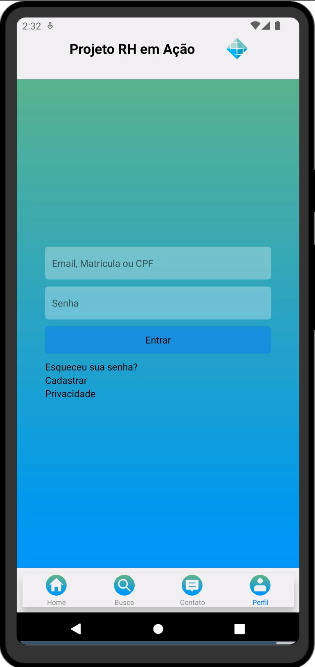 2:32
Projeto RH em Ação
Email, Matrícula ou CPF
Senha
Entrar
Esqueceu sua senha?
Cadastrar
Privacidade
Home
Busca
Contato
Perfil